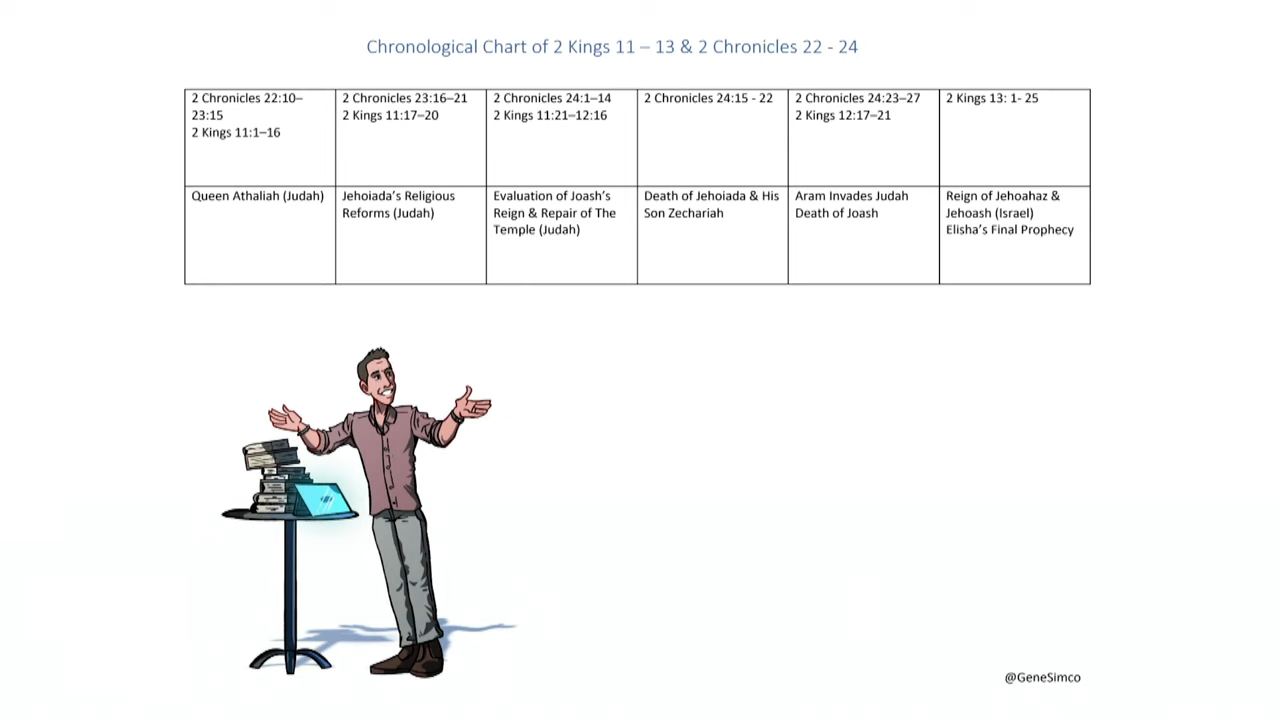 Chronological Chart of 2 Kings 11 – 13 & 2 Chronicles 22 - 24
2 Chronicles 22:10–
23:15
2 Kings 11:1–16
2 Chronicles 23:16–21
2 Kings 11:17–20
2 Chronicles 24:1–14
2 Kings 11:21–12:16
2 Chronicles 24:15 - 22
2 Chronicles 24:23–27
2 Kings 12:17–21
2 Kings 13: 1- 25
Queen Athaliah (Judah)
Jehoiada’s Religious
Reforms (Judah)
Evaluation of Joash’s
Reign & Repair of The
Temple (Judah)
Death of Jehoiada & His
Son Zechariah
Aram Invades Judah
Death of Joash
Reign of Jehoahaz &
Jehoash (Israel)
Elisha’s Final Prophecy
@GeneSimco